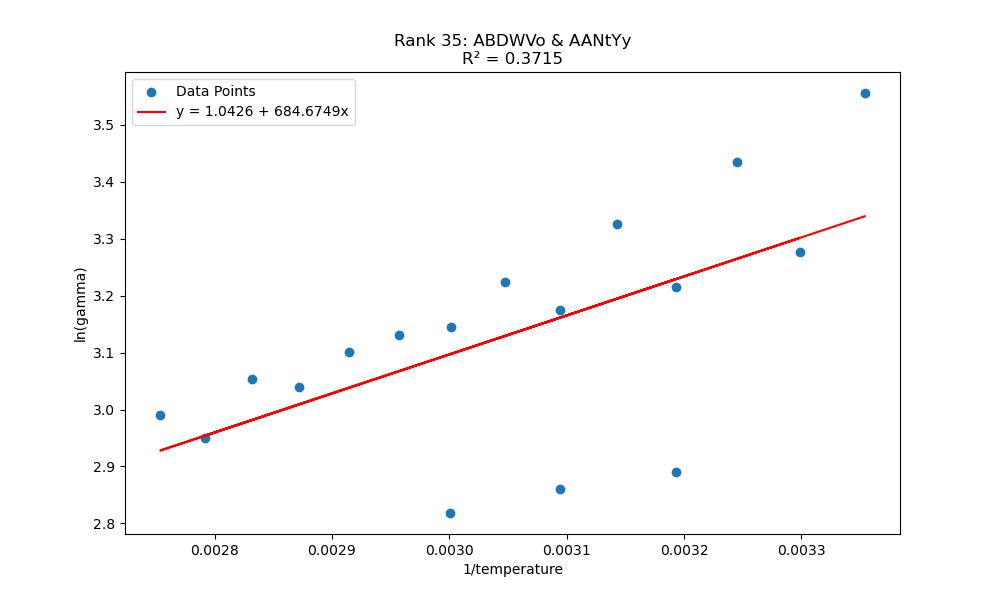 Rank 35: ABDWVo & AANtYy
R² = 0.3715
Data Points
y = 1.0426 + 684.6749x
ln(gamma)
3.5
3.4
3.3
3.2
3.1
3.0
2.9
2.8
0.0028 0.0029 0.0030 0.0031 0.0032 0.0033
1/temperature